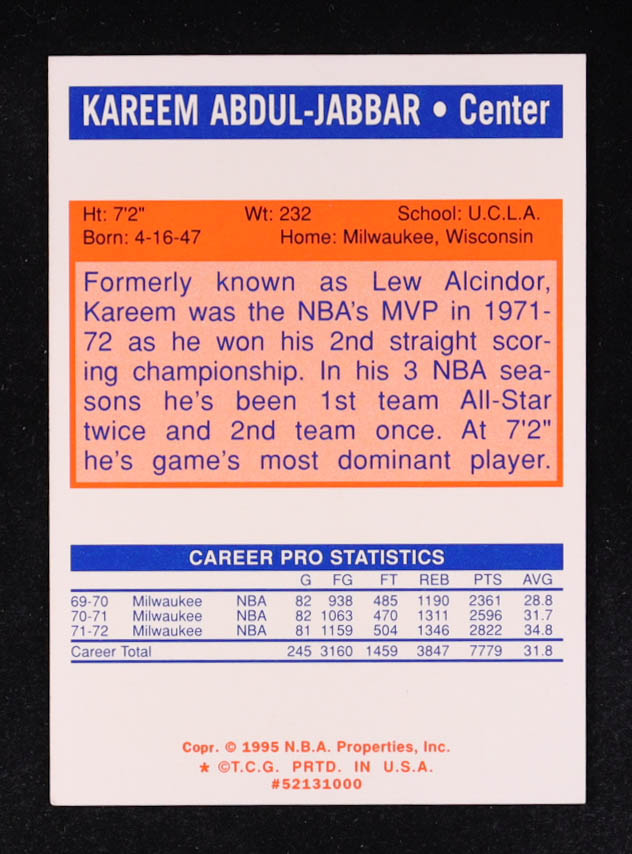 KAREEM ABDUL-JABBAR • Center
Ht: 7'2" Wt: 232 School: U.C.L.A.
Born: 4-16-47 Home: Milwaukee, Wisconsin
Formerly known as Lew Alcindor,
Kareem was the NBA's MVP in 1971-
72 as he won his 2nd straight scor-
ing championship. In his 3 NBA sea-
sons he's been 1st team All-Star
twice and 2nd team once. At 7'2"
he's game's most dominant player.
CAREER PRO STATISTICS
G FG FT REB PTS AVG
69-70 Milwaukee NBA 82 938 485 1190 2361 28.8
70-71 Milwaukee NBA 82 1063 470 1311 2596 31.7
71-72 Milwaukee NBA 81 1159 504 1346 2822 34.8
Career Total 245 3160 1459 3847 7779 31.8
Copr. © 1995 N.B.A. Properties, Inc.
* ©T.C.G. PRTD. IN U.S.A.
#52131000